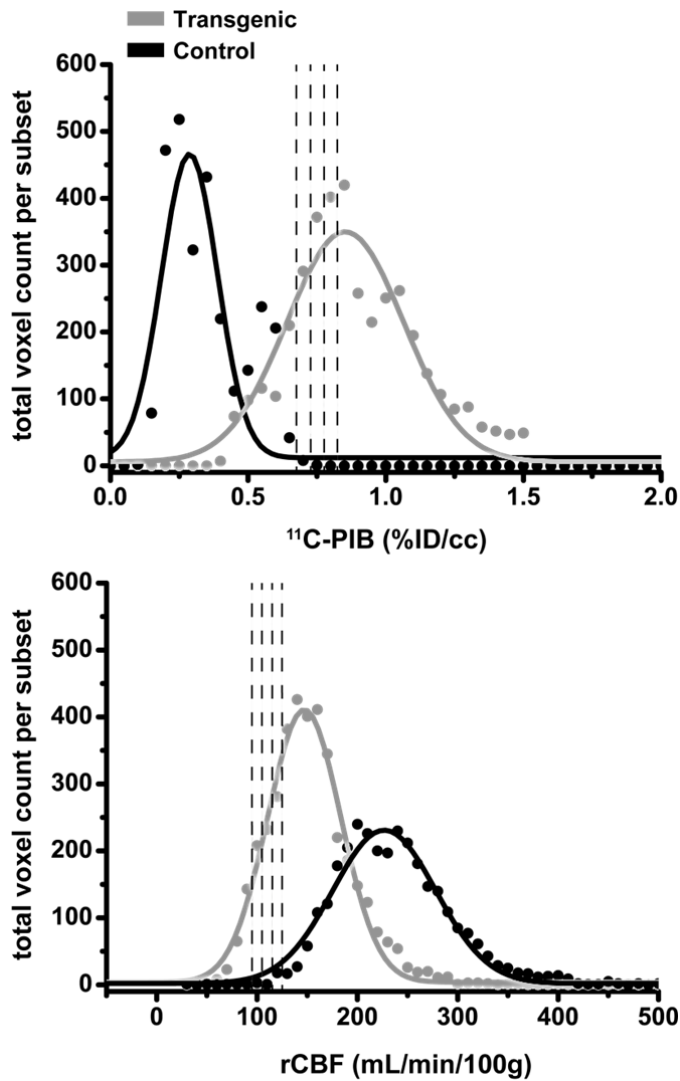 Transgenic
Control
total voxel count per subset
600
500
400
300
200
100
0
0.0 0.5 1.0 1.5 2.0
¹¹C-PIB (%ID/cc)
total voxel count per subset
600
500
400
300
200
100
0
0 100 200 300 400 500
rCBF (mL/min/100g)